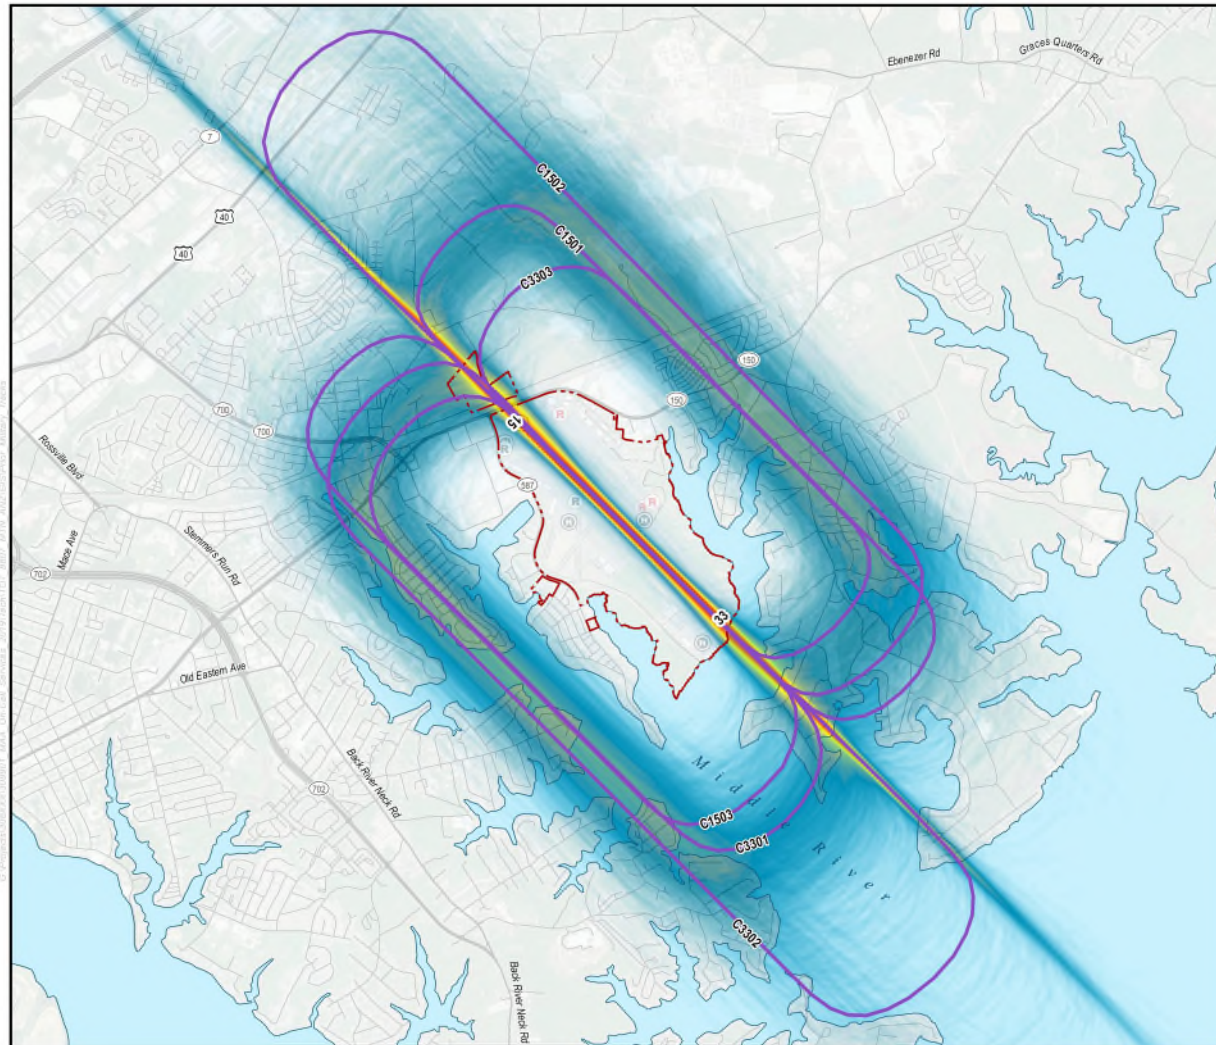 Ebenezer Rd
Graces Quarters Rd
7
40
40
C1502
C1501
C3303
150
150
700
700
15
R
R
587
R
R
R
H
H
Rossville Blvd
Mace Ave
Stemmers Run Rd
702
33
H
Old Eastern Ave
Back River Neck Rd
702
Middle River
C1503
C3301
C3302
Back River Neck Rd